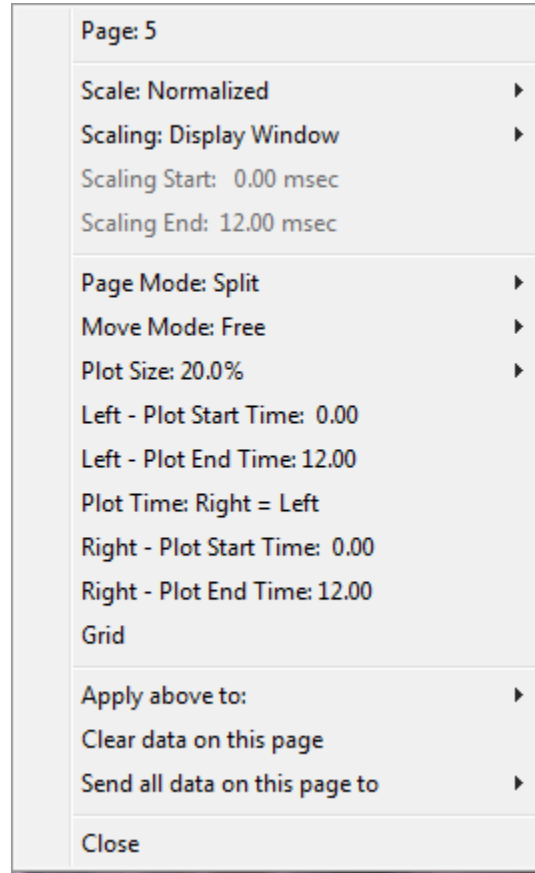 Page: 5
Scale: Normalized
Scaling: Display Window
Scaling Start:  0.00 msec
Scaling End: 12.00 msec
Page Mode: Split
Move Mode: Free
Plot Size: 20.0%
Left - Plot Start Time:  0.00
Left - Plot End Time: 12.00
Plot Time: Right = Left
Right - Plot Start Time:  0.00
Right - Plot End Time: 12.00
Grid
Apply above to:
Clear data on this page
Send all data on this page to
Close